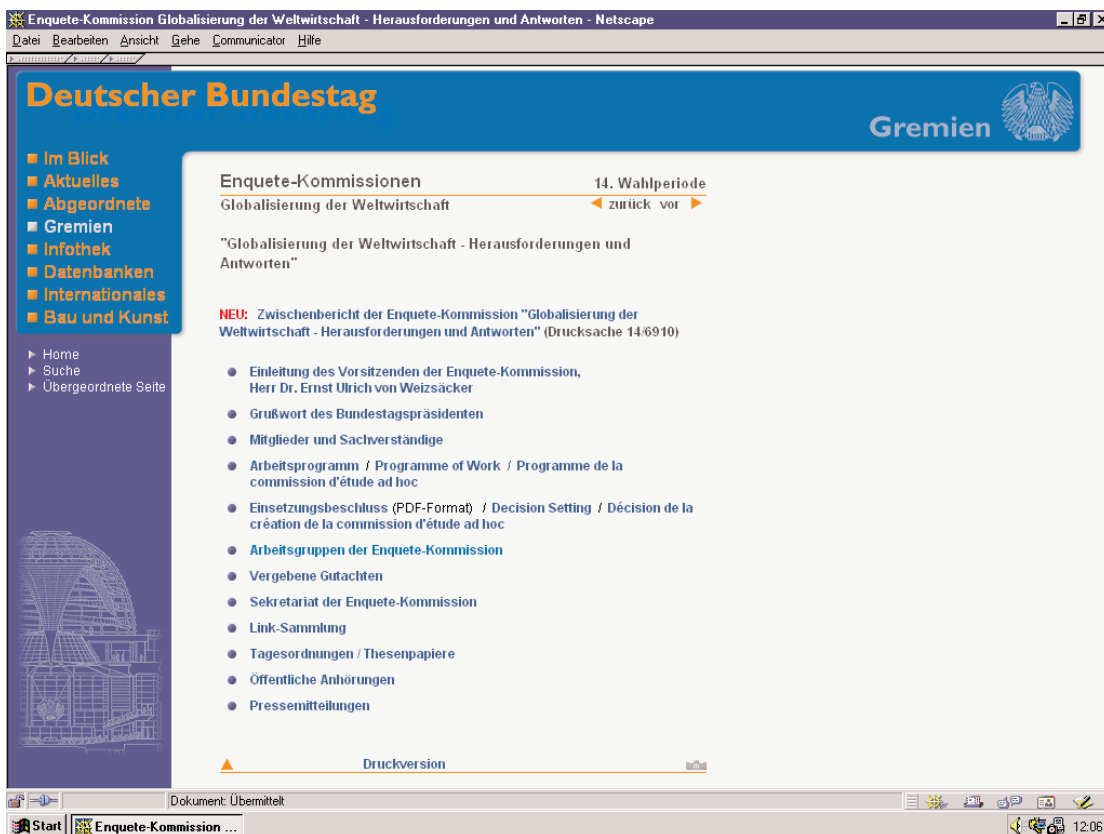 Enquete-Kommission Globalisierung der Weltwirtschaft - Herausforderungen und Antworten - Netscape
Datei Bearbeiten Ansicht Gehe Communicator Hilfe
Deutscher Bundestag
Gremien
Im Blick
Aktuelles
Abgeordnete
Gremien
Infothek
Datenbanken
Internationales
Bau und Kunst
Home
Suche
Übergeordnete Seite
Enquete-Kommissionen 14. Wahlperiode
Globalisierung der Weltwirtschaft zurück vor
"Globalisierung der Weltwirtschaft - Herausforderungen und
Antworten"
NEU: Zwischenbericht der Enquete-Kommission "Globalisierung der
Weltwirtschaft - Herausforderungen und Antworten" (Drucksache 14/6910)
Einleitung des Vorsitzenden der Enquete-Kommission,
Herr Dr. Ernst Ulrich von Weizsäcker
Grußwort des Bundestagspräsidenten
Mitglieder und Sachverständige
Arbeitsprogramm / Programme of Work / Programme de la
commission d'étude ad hoc
Einsetzungsbeschluss (PDF-Format) / Decision Setting / Décision de la
création de la commission d'étude ad hoc
Arbeitsgruppen der Enquete-Kommission
Vergebene Gutachten
Sekretariat der Enquete-Kommission
Link-Sammlung
Tagesordnungen / Thesenpapiere
Öffentliche Anhörungen
Pressemitteilungen
Druckversion
Dokument: Übermittelt
Start Enquete-Kommission ... 12:06